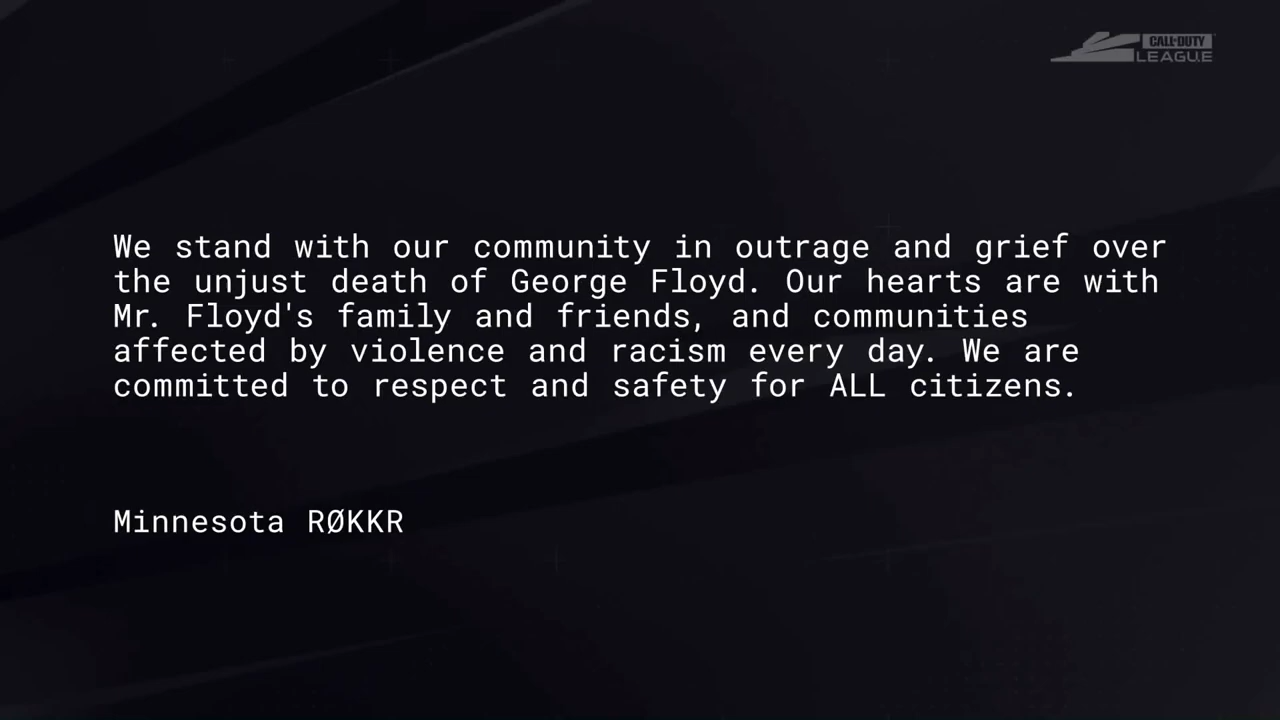 CALL OF DUTY
LEAGUE
We stand with our community in outrage and grief over
the unjust death of George Floyd. Our hearts are with
Mr. Floyd's family and friends, and communities
affected by violence and racism every day. We are
committed to respect and safety for ALL citizens.
Minnesota RØKKR